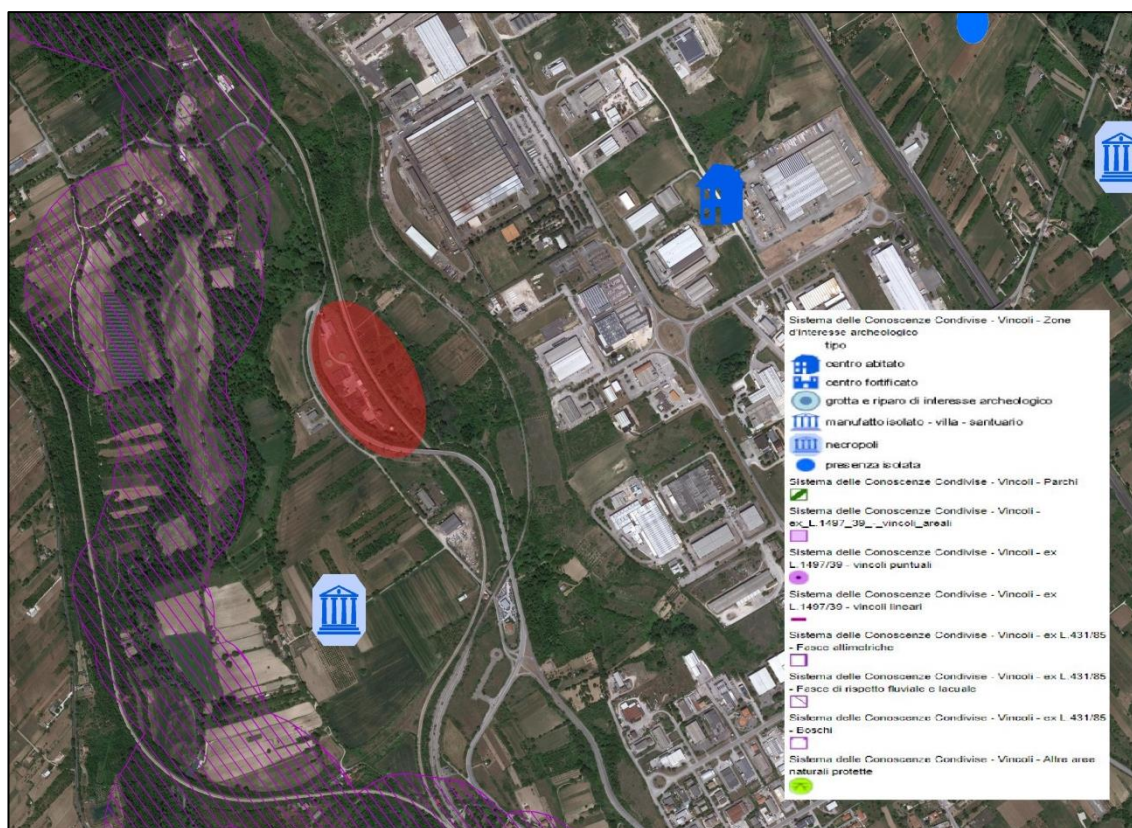 Sistema delle Conoscenze Condivise - Vincoli - Zone
d'interesse archeologico
tipo
centro abitato
centro fortificato
grotta e riparo di interesse archeologico
manufatto isolato - villa - santuario
necropoli
presenza isolata
Sistema delle Conoscenze Condivise - Vincoli - Parchi
Sistema delle Conoscenze Condivise - Vincoli -
ex_L.1497_39_-_vincoli_areali
Sistema delle Conoscenze Condivise - Vincoli - ex
L.1497/39 - vincoli puntuali
Sistema delle Conoscenze Condivise - Vincoli - ex
L.1497/39 - vincoli lineari
Sistema delle Conoscenze Condivise - Vincoli - ex L.431/85
- Fasce altimetriche
Sistema delle Conoscenze Condivise - Vincoli - ex L.431/85
- Fasce di rispetto fluviale e lacuale
Sistema delle Conoscenze Condivise - Vincoli - ex L.431/85
- Boschi
Sistema delle Conoscenze Condivise - Vincoli - Altre aree
naturali protette